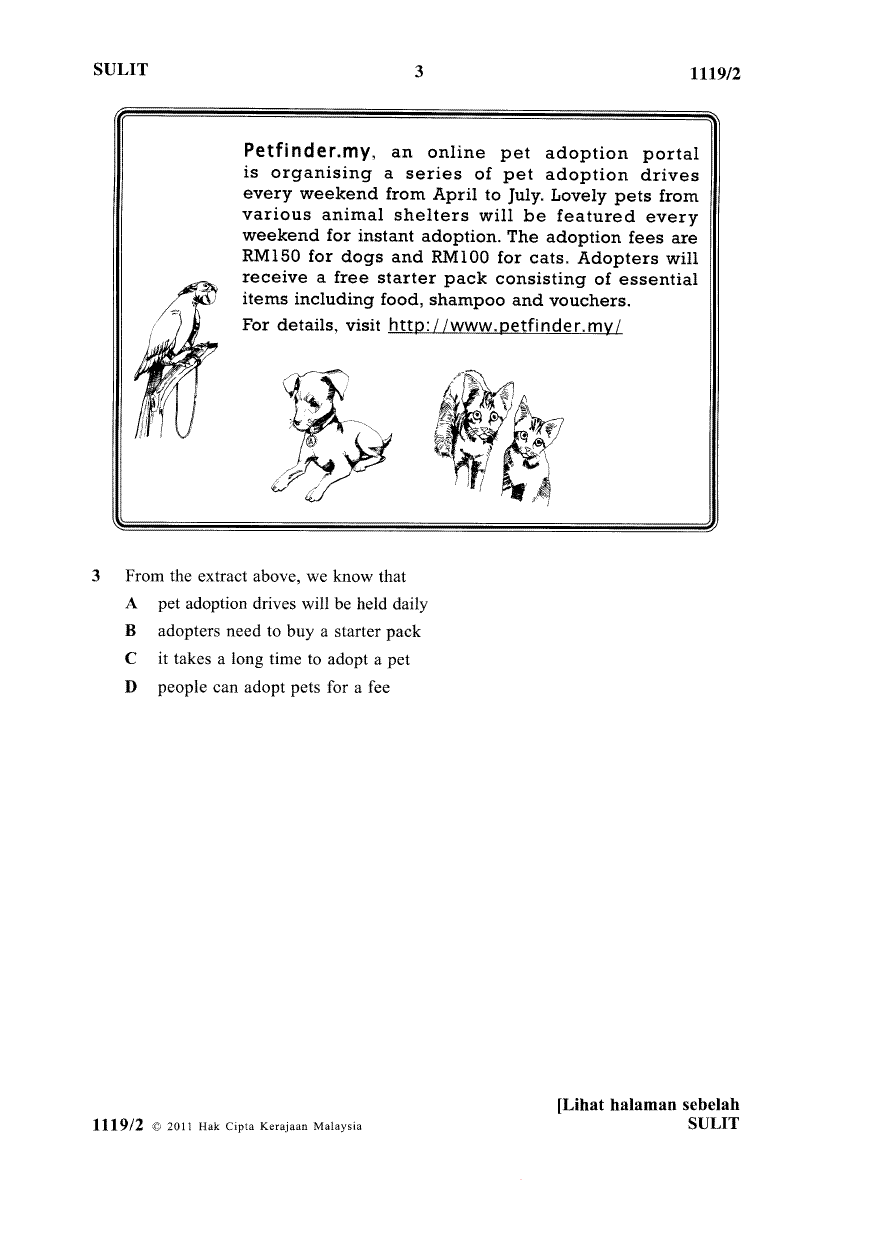 SULIT 3 1119/2
Petfinder.my, an online pet adoption portal
is organising a series of pet adoption drives
every weekend from April to July. Lovely pets from
various animal shelters will be featured every
weekend for instant adoption. The adoption fees are
RM150 for dogs and RM100 for cats. Adopters will
receive a free starter pack consisting of essential
items including food, shampoo and vouchers.
For details, visit http://www.petfinder.my/
3 From the extract above, we know that
A pet adoption drives will be held daily
B adopters need to buy a starter pack
C it takes a long time to adopt a pet
D people can adopt pets for a fee
[Lihat halaman sebelah
1119/2 © 2011 Hak Cipta Kerajaan Malaysia SULIT